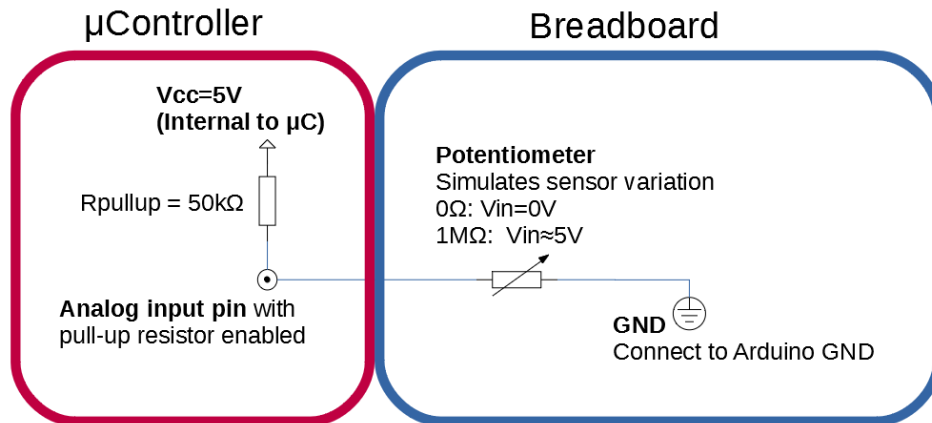 μController
Breadboard
Vcc=5V
(Internal to μC)
Rpullup = 50kΩ
Analog input pin with
pull-up resistor enabled
Potentiometer
Simulates sensor variation
0Ω: Vin=0V
1MΩ: Vin≈5V
GND
Connect to Arduino GND